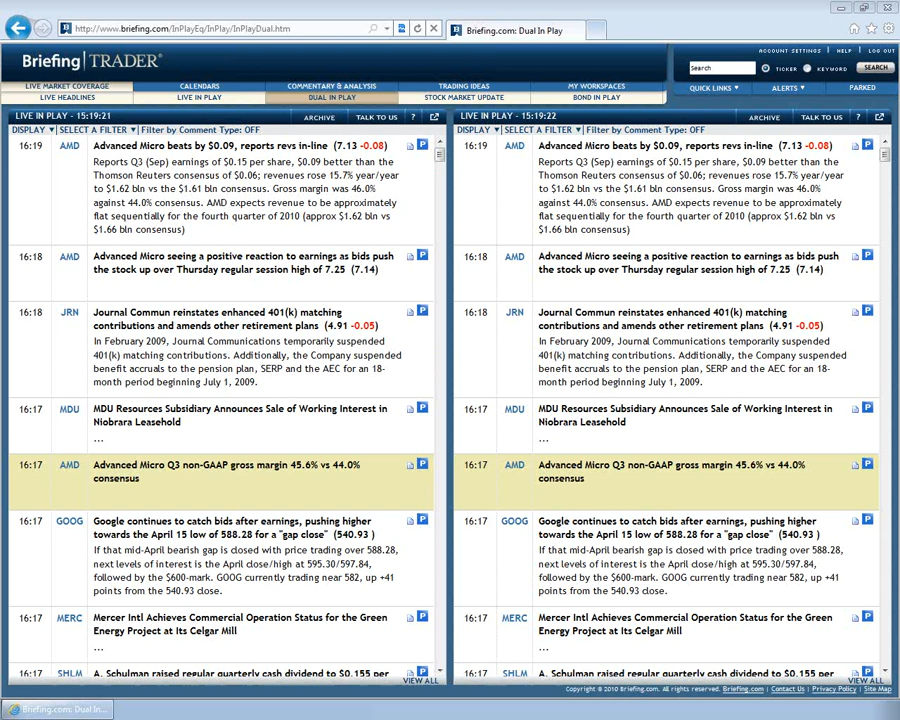 http://www.briefing.com/InPlayEq/InPlay/InPlayDual.htm
Briefing.com: Dual In Play
Briefing TRADER®
ACCOUNT SETTINGS | HELP | LOG OUT
Search TICKER KEYWORD SEARCH
LIVE MARKET COVERAGE CALENDARS COMMENTARY & ANALYSIS TRADING IDEAS MY WORKSPACES QUICK LINKS ALERTS PARKED
LIVE HEADLINES LIVE IN PLAY DUAL IN PLAY STOCK MARKET UPDATE BOND IN PLAY
LIVE IN PLAY - 15:19:21 ARCHIVE TALK TO US ?
DISPLAY SELECT A FILTER Filter by Comment Type: OFF
16:19 AMD Advanced Micro beats by $0.09, reports revs in-line (7.13 -0.08) P
Reports Q3 (Sep) earnings of $0.15 per share, $0.09 better than the
Thomson Reuters consensus of $0.06; revenues rose 15.7% year/year
to $1.62 bln vs the $1.61 bln consensus. Gross margin was 46.0%
against 44.0% consensus. AMD expects revenue to be approximately
flat sequentially for the fourth quarter of 2010 (approx $1.62 bln vs
$1.66 bln consensus)
16:18 AMD Advanced Micro seeing a positive reaction to earnings as bids push P
the stock up over Thursday regular session high of 7.25 (7.14)
16:18 JRN Journal Commun reinstates enhanced 401(k) matching P
contributions and amends other retirement plans (4.91 -0.05)
In February 2009, Journal Communications temporarily suspended
401(k) matching contributions. Additionally, the Company suspended
benefit accruals to the pension plan, SERP and the AEC for an 18-
month period beginning July 1, 2009.
16:17 MDU MDU Resources Subsidiary Announces Sale of Working Interest in P
Niobrara Leasehold
...
16:17 AMD Advanced Micro Q3 non-GAAP gross margin 45.6% vs 44.0% P
consensus
16:17 GOOG Google continues to catch bids after earnings, pushing higher P
towards the April 15 low of 588.28 for a "gap close" (540.93 )
If that mid-April bearish gap is closed with price trading over 588.28,
next levels of interest is the April close/high at 595.30/597.84,
followed by the $600-mark. GOOG currently trading near 582, up +41
points from the 540.93 close.
16:17 MERC Mercer Intl Achieves Commercial Operation Status for the Green P
Energy Project at Its Celgar Mill
...
16:17 SHLM A. Schulman raised regular quarterly cash dividend to $0.155 per P
VIEW ALL
LIVE IN PLAY - 15:19:22 ARCHIVE TALK TO US ?
DISPLAY SELECT A FILTER Filter by Comment Type: OFF
16:19 AMD Advanced Micro beats by $0.09, reports revs in-line (7.13 -0.08) P
Reports Q3 (Sep) earnings of $0.15 per share, $0.09 better than the
Thomson Reuters consensus of $0.06; revenues rose 15.7% year/year
to $1.62 bln vs the $1.61 bln consensus. Gross margin was 46.0%
against 44.0% consensus. AMD expects revenue to be approximately
flat sequentially for the fourth quarter of 2010 (approx $1.62 bln vs
$1.66 bln consensus)
16:18 AMD Advanced Micro seeing a positive reaction to earnings as bids push P
the stock up over Thursday regular session high of 7.25 (7.14)
16:18 JRN Journal Commun reinstates enhanced 401(k) matching P
contributions and amends other retirement plans (4.91 -0.05)
In February 2009, Journal Communications temporarily suspended
401(k) matching contributions. Additionally, the Company suspended
benefit accruals to the pension plan, SERP and the AEC for an 18-
month period beginning July 1, 2009.
16:17 MDU MDU Resources Subsidiary Announces Sale of Working Interest in P
Niobrara Leasehold
...
16:17 AMD Advanced Micro Q3 non-GAAP gross margin 45.6% vs 44.0% P
consensus
16:17 GOOG Google continues to catch bids after earnings, pushing higher P
towards the April 15 low of 588.28 for a "gap close" (540.93 )
If that mid-April bearish gap is closed with price trading over 588.28,
next levels of interest is the April close/high at 595.30/597.84,
followed by the $600-mark. GOOG currently trading near 582, up +41
points from the 540.93 close.
16:17 MERC Mercer Intl Achieves Commercial Operation Status for the Green P
Energy Project at Its Celgar Mill
...
16:17 SHLM A. Schulman raised regular quarterly cash dividend to $0.155 per P
VIEW ALL
Copyright © 2010 Briefing.com. All rights reserved. Briefing.com | Contact Us | Privacy Policy | Site Map
Briefing.com: Dual In...